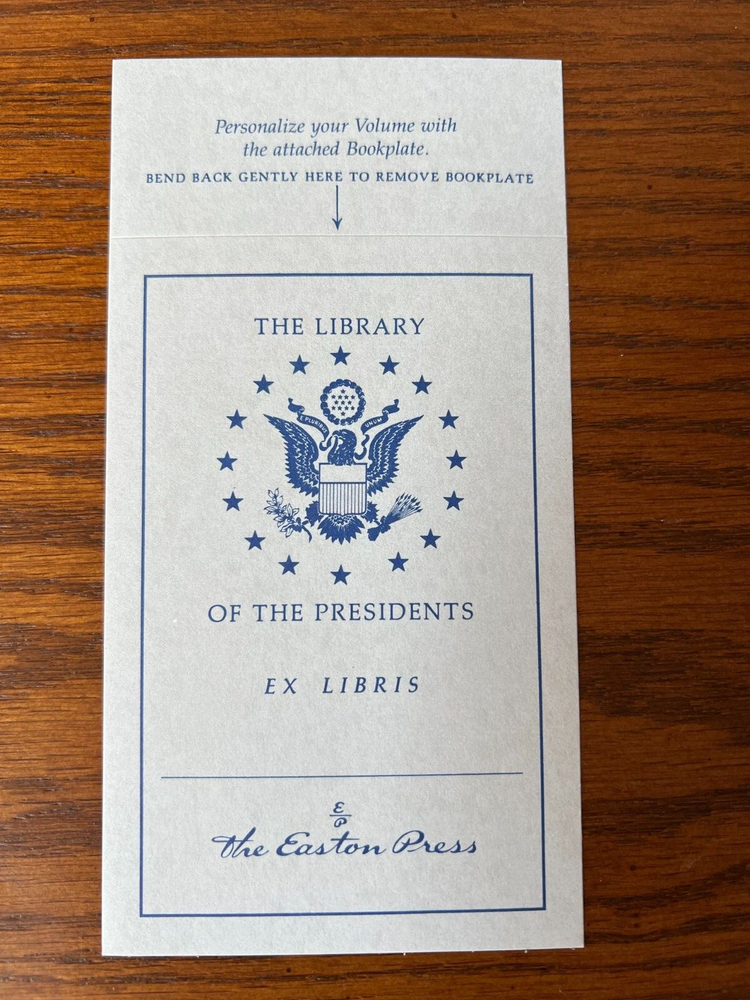 Personalize your Volume with
the attached Bookplate.
BEND BACK GENTLY HERE TO REMOVE BOOKPLATE
THE LIBRARY
E PLURIBUS UNUM
OF THE PRESIDENTS
EX LIBRIS
E
P
The Easton Press